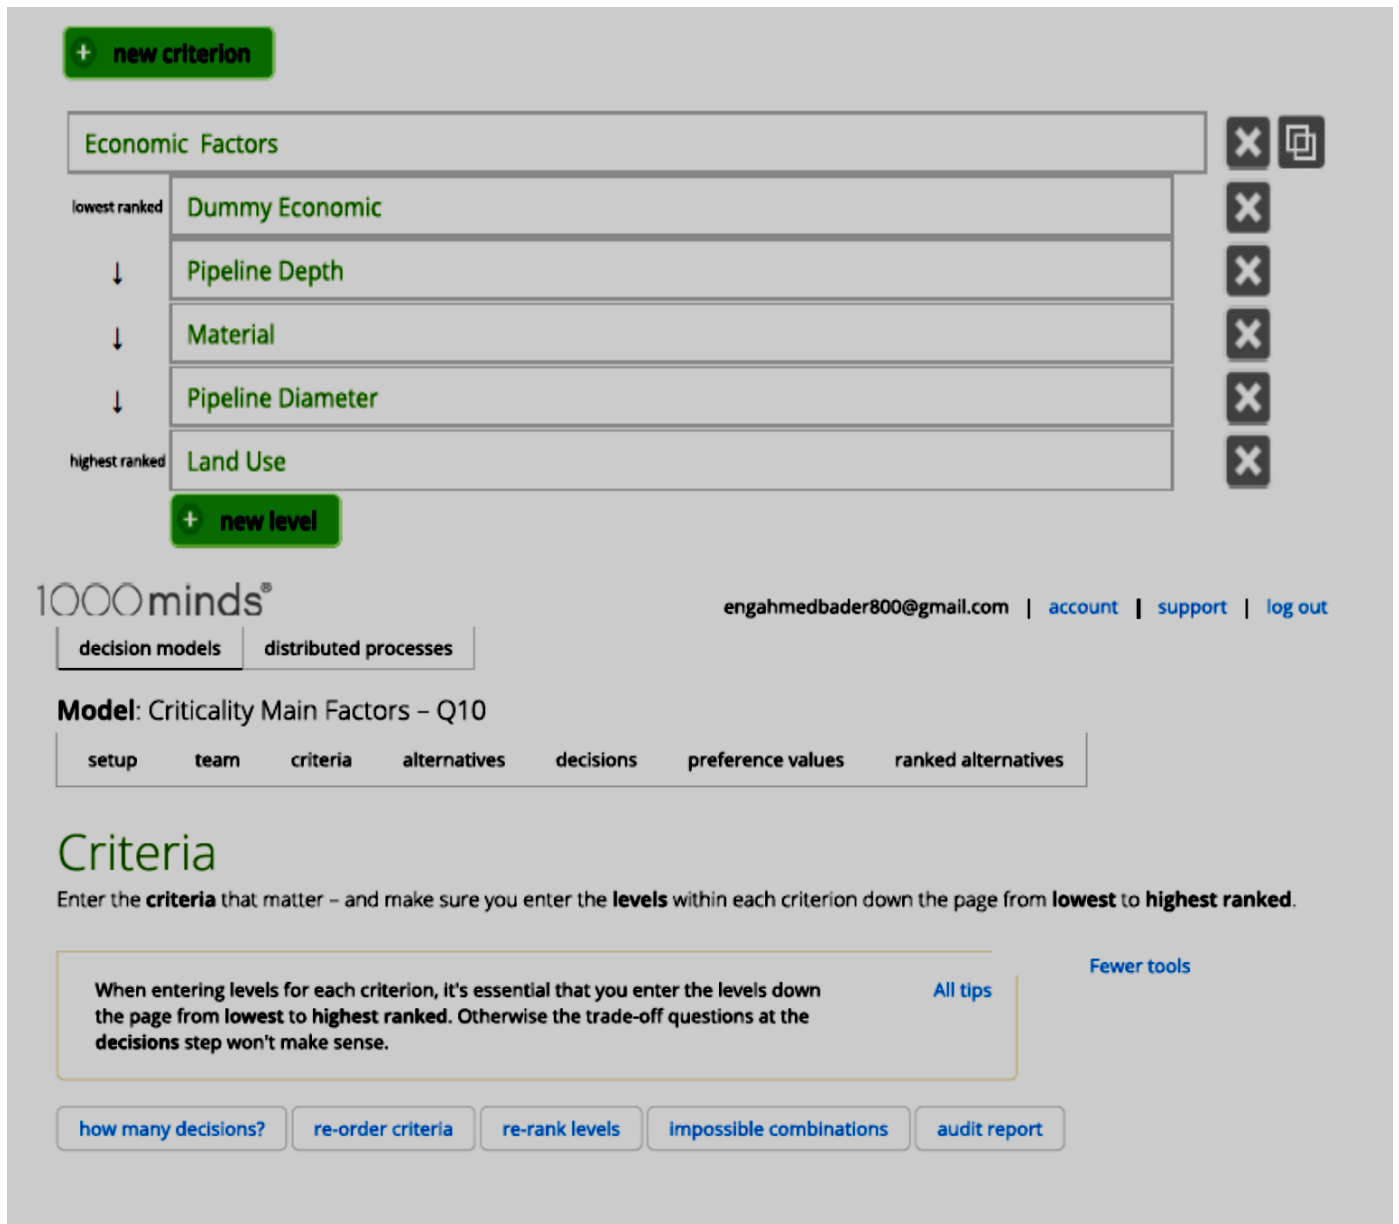 + new criterion
Economic Factors
lowest ranked Dummy Economic
↓ Pipeline Depth
↓ Material
↓ Pipeline Diameter
highest ranked Land Use
+ new level
1000minds®
engahmedbader800@gmail.com | account | support | log out
decision models distributed processes
Model: Criticality Main Factors – Q10
setup team criteria alternatives decisions preference values ranked alternatives
Criteria
Enter the criteria that matter – and make sure you enter the levels within each criterion down the page from lowest to highest ranked.
Fewer tools
When entering levels for each criterion, it's essential that you enter the levels down All tips
the page from lowest to highest ranked. Otherwise the trade-off questions at the
decisions step won't make sense.
how many decisions? re-order criteria re-rank levels impossible combinations audit report